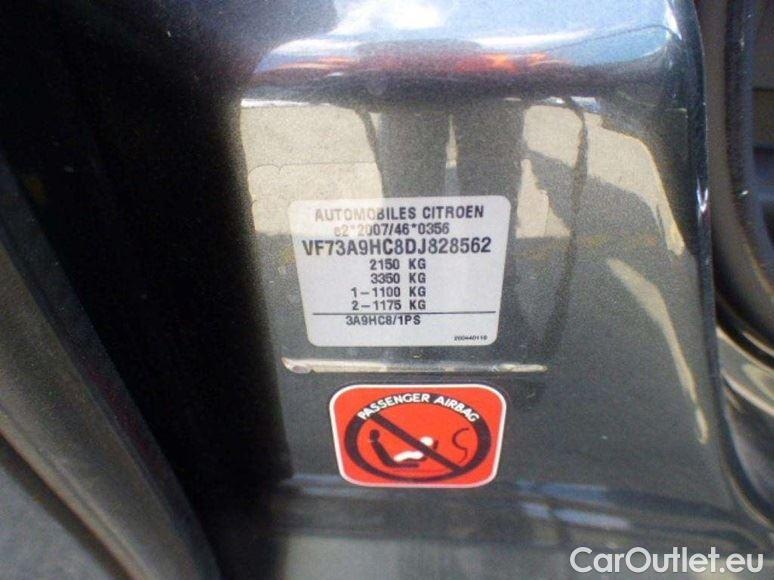 AUTOMOBILES CITROEN
e2*2007/46*0356
VF73A9HC8DJ828562
2150 KG
3350 KG
1-1100 KG
2-1175 KG
3A9HC8/1PS
200440110
PASSENGER AIRBAG
CarOutlet.eu